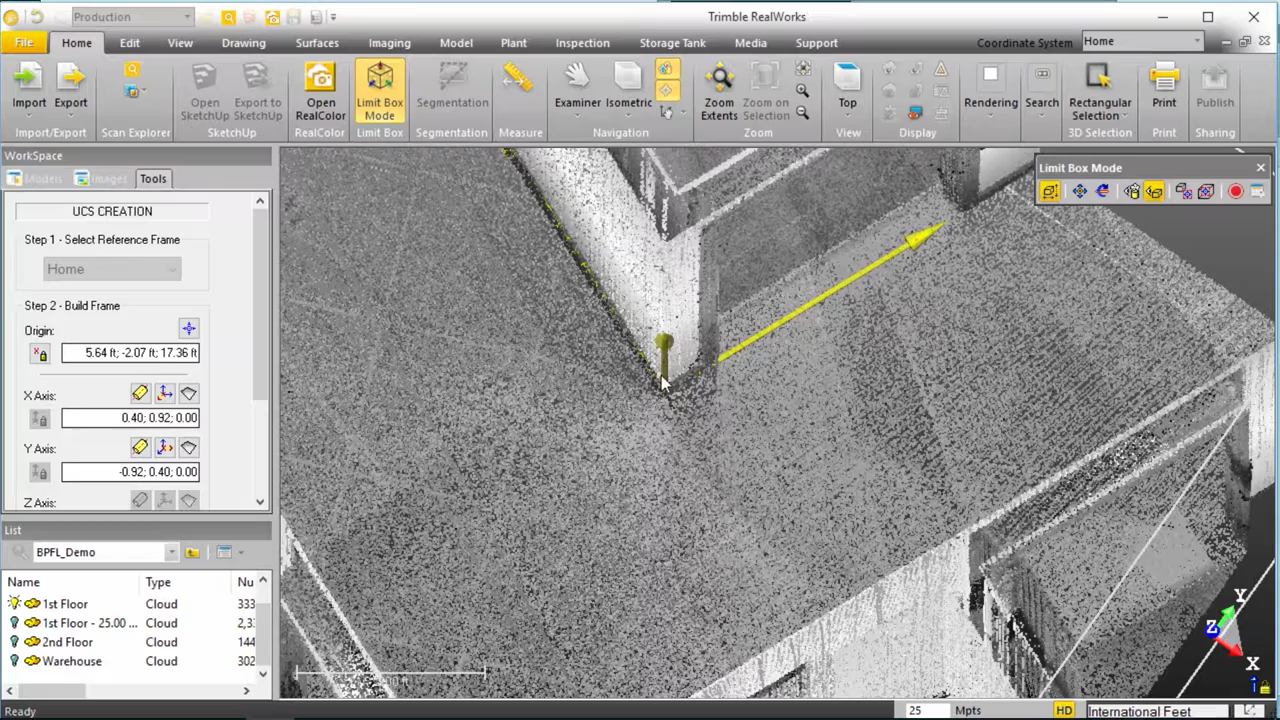 Production
Trimble RealWorks
File
Home
Edit
View
Drawing
Surfaces
Imaging
Model
Plant
Inspection
Storage Tank
Media
Support
Coordinate System
Home
Import
Export
Open SketchUp
Export to SketchUp
Open RealColor
Limit Box Mode
Segmentation
Measure
Examiner
Isometric
Zoom Extents
Zoom on Selection
Top
Rendering
Search
Rectangular Selection
Print
Publish
Import/Export
Scan Explorer
SketchUp
RealColor
Limit Box
Segmentation
Measure
Navigation
Zoom
View
Display
3D Selection
Print
Sharing
WorkSpace
Models
Images
Tools
Limit Box Mode
UCS CREATION
Step 1 - Select Reference Frame
Home
Step 2 - Build Frame
Origin:
5.64 ft; -2.07 ft; 17.36 ft
X Axis:
0.40; 0.92; 0.00
Y Axis:
-0.92; 0.40; 0.00
Z Axis:
List
BPFL_Demo
Name Type Nu
1st Floor Cloud 333
1st Floor - 25.00 ... Cloud 2,3
2nd Floor Cloud 144
Warehouse Cloud 302
Y
Z
X
Ready
25 Mpts HD International Feet